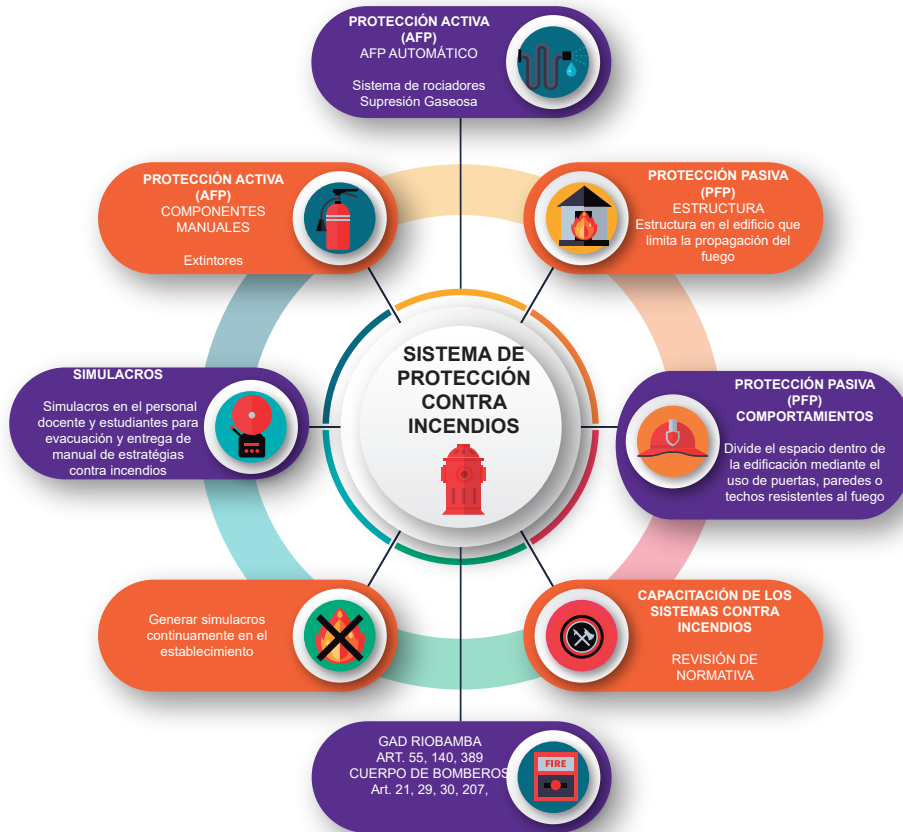 PROTECCIÓN ACTIVA
(AFP)
AFP AUTOMÁTICO
Sistema de rociadores
Supresión Gaseosa
PROTECCIÓN ACTIVA
(AFP)
COMPONENTES
MANUALES
Extintores
PROTECCIÓN PASIVA
(PFP)
ESTRUCTURA
Estructura en el edificio que
limita la propagación del
fuego
SIMULACROS
Simulacros en el personal
docente y estudiantes para
evacuación y entrega de
manual de estratégias
contra incendios
SISTEMA DE
PROTECCIÓN
CONTRA
INCENDIOS
PROTECCIÓN PASIVA
(PFP)
COMPORTAMIENTOS
Divide el espacio dentro de
la edificación mediante el
uso de puertas, paredes o
techos resistentes al fuego
Generar simulacros
continuamente en el
establecimiento
CAPACITACIÓN DE LOS
SISTEMAS CONTRA
INCENDIOS
REVISIÓN DE
NORMATIVA
GAD RIOBAMBA
ART. 55, 140, 389
CUERPO DE BOMBEROS
Art. 21, 29, 30, 207,
FIRE